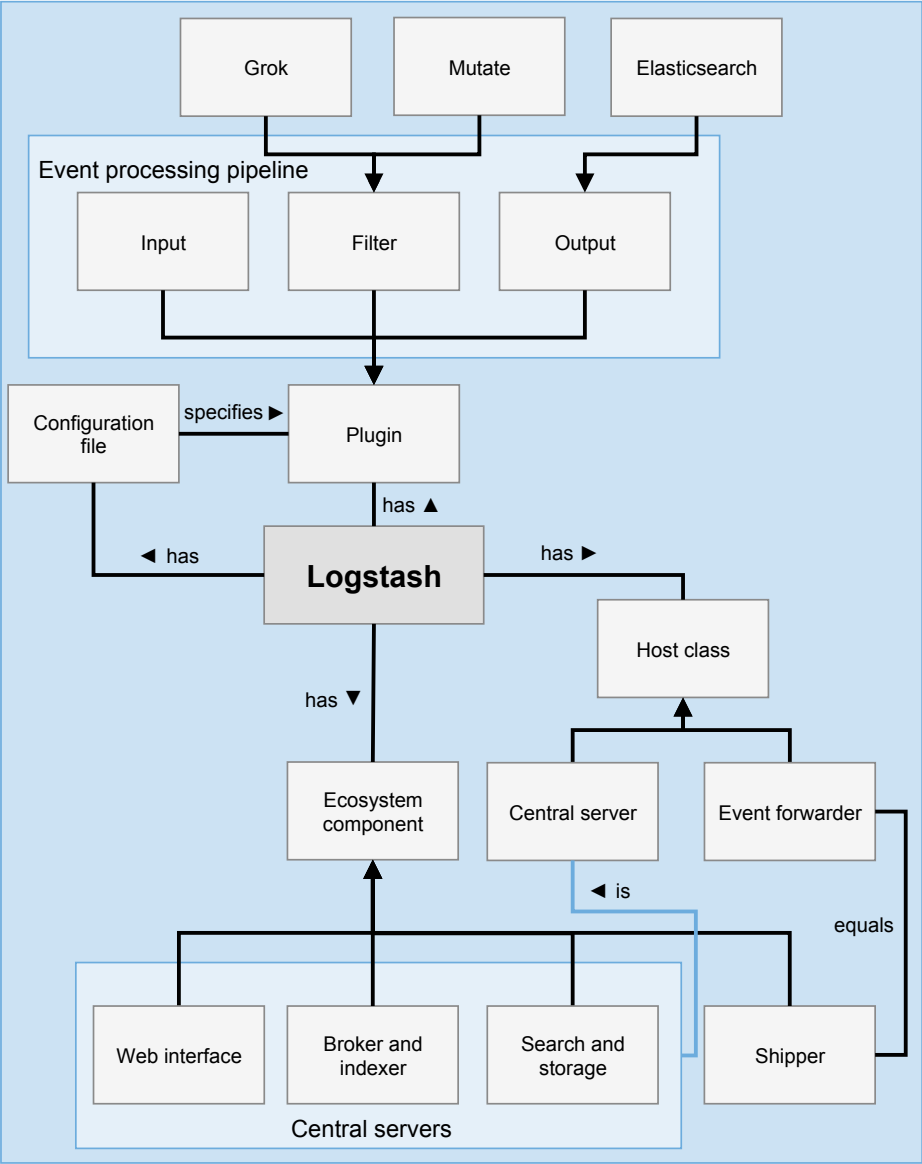 Grok
Mutate
Elasticsearch
Event processing pipeline
Input
Filter
Output
Configuration
file
specifies ►
Plugin
has ▲
◄ has
Logstash
has ►
Host class
has ▼
Ecosystem
component
Central server
Event forwarder
◄ is
equals
Web interface
Broker and
indexer
Search and
storage
Shipper
Central servers